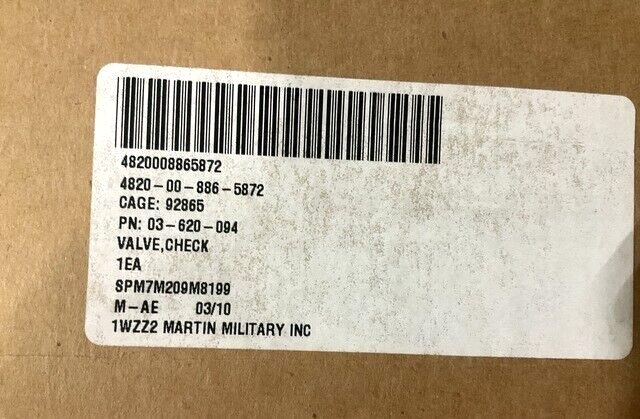 4820008865872
4820-00-886-5872
CAGE: 92865
PN: 03-620-094
VALVE,CHECK
1EA
SPM7M209M8199
M-AE 03/10
1WZZ2 MARTIN MILITARY INC